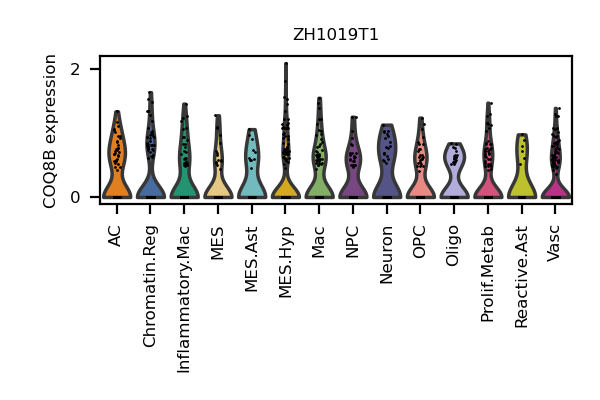 ZH1019T1
COQ8B expression
2
0
AC
Chromatin.Reg
Inflammatory.Mac
MES
MES.Ast
MES.Hyp
Mac
NPC
Neuron
OPC
Oligo
Prolif.Metab
Reactive.Ast
Vasc